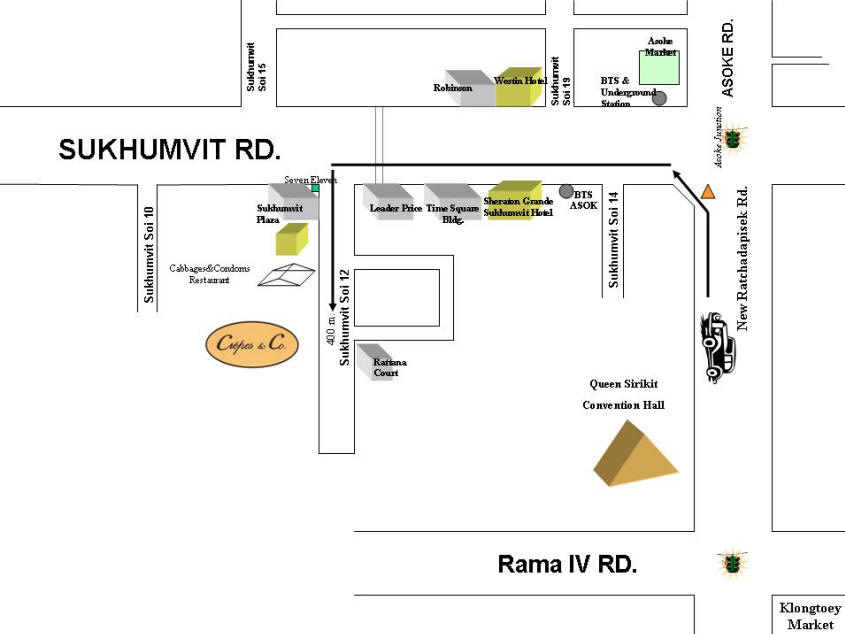 Sukhumvit
Soi 15
Robinson
Westin Hotel
Sukhumvit
Soi 19
Asoke
Market
BTS &
Underground
Station
ASOKE RD.
Asoke Junction
SUKHUMVIT RD.
Seven Eleven
Sukhumvit
Plaza
Leader Price
Time Square
Bldg.
Sheraton Grande
Sukhumvit Hotel
BTS
ASOK
Sukhumvit Soi 14
New Ratchadapisek Rd.
Sukhumvit Soi 10
Cabbages&Condoms
Restaurant
400 m.
Sukhumvit Soi 12
Crêpes & Co.
Rattana
Court
Queen Sirikit
Convention Hall
Rama IV RD.
Klongtoey
Market